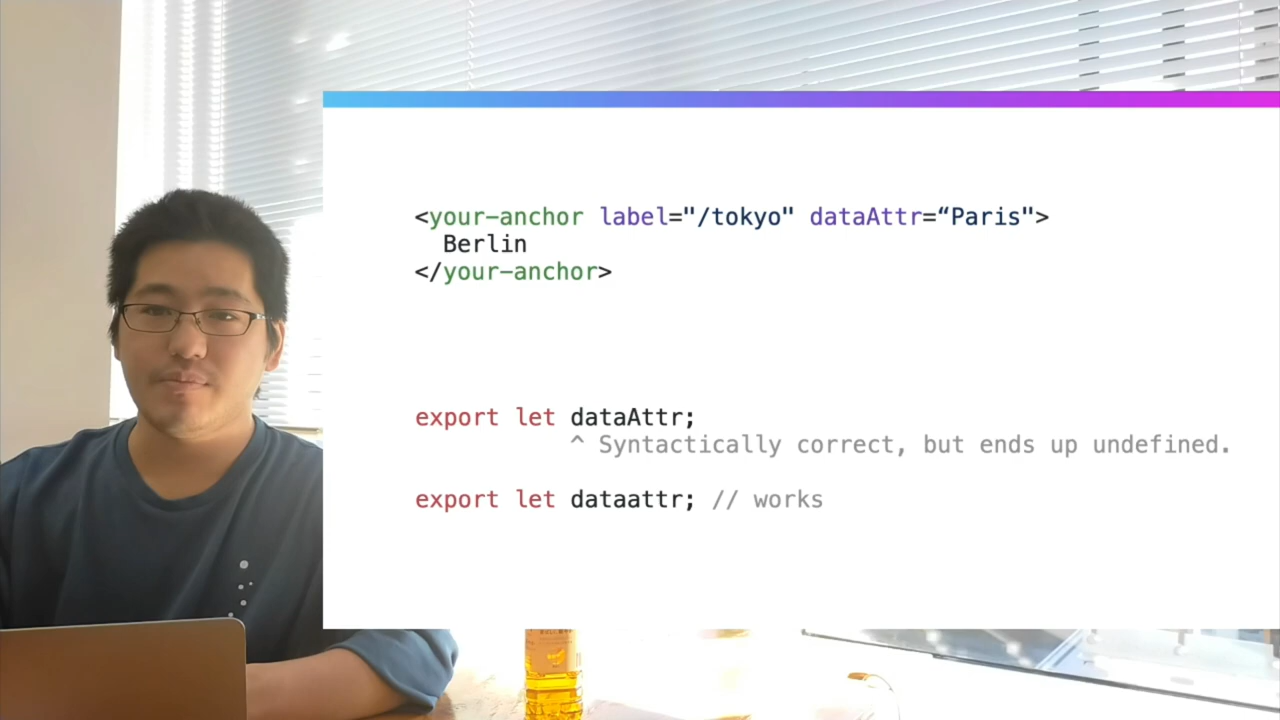 <your-anchor label="/tokyo" dataAttr=“Paris">
Berlin
</your-anchor>
export let dataAttr;
^ Syntactically correct, but ends up undefined.
export let dataattr; // works